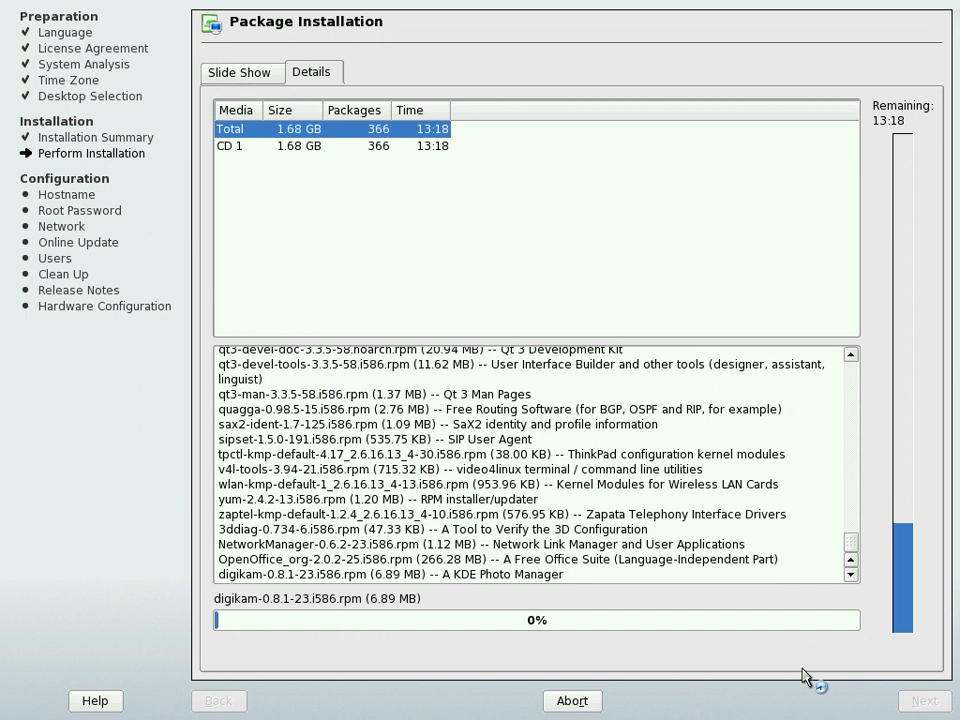 Preparation
Language
License Agreement
System Analysis
Time Zone
Desktop Selection
Installation
Installation Summary
Perform Installation
Configuration
Hostname
Root Password
Network
Online Update
Users
Clean Up
Release Notes
Hardware Configuration
Package Installation
Slide Show Details
Media Size Packages Time
Total 1.68 GB 366 13:18
CD 1 1.68 GB 366 13:18
Remaining:
13:18
qt3-devel-doc-3.3.5-58.noarch.rpm (20.94 MB) -- Qt 3 Development Kit
qt3-devel-tools-3.3.5-58.i586.rpm (11.62 MB) -- User Interface Builder and other tools (designer, assistant,
linguist)
qt3-man-3.3.5-58.i586.rpm (1.37 MB) -- Qt 3 Man Pages
quagga-0.98.5-15.i586.rpm (2.76 MB) -- Free Routing Software (for BGP, OSPF and RIP, for example)
sax2-ident-1.7-125.i586.rpm (1.09 MB) -- SaX2 identity and profile information
sipset-1.5.0-191.i586.rpm (535.75 KB) -- SIP User Agent
tpctl-kmp-default-4.17_2.6.16.13_4-30.i586.rpm (38.00 KB) -- ThinkPad configuration kernel modules
v4l-tools-3.94-21.i586.rpm (715.32 KB) -- video4linux terminal / command line utilities
wlan-kmp-default-1_2.6.16.13_4-13.i586.rpm (953.96 KB) -- Kernel Modules for Wireless LAN Cards
yum-2.4.2-13.i586.rpm (1.20 MB) -- RPM installer/updater
zaptel-kmp-default-1.2.4_2.6.16.13_4-10.i586.rpm (576.95 KB) -- Zapata Telephony Interface Drivers
3ddiag-0.734-6.i586.rpm (47.33 KB) -- A Tool to Verify the 3D Configuration
NetworkManager-0.6.2-23.i586.rpm (1.12 MB) -- Network Link Manager and User Applications
OpenOffice_org-2.0.2-25.i586.rpm (266.28 MB) -- A Free Office Suite (Language-Independent Part)
digikam-0.8.1-23.i586.rpm (6.89 MB) -- A KDE Photo Manager
digikam-0.8.1-23.i586.rpm (6.89 MB)
0%
Help Back Abort Next